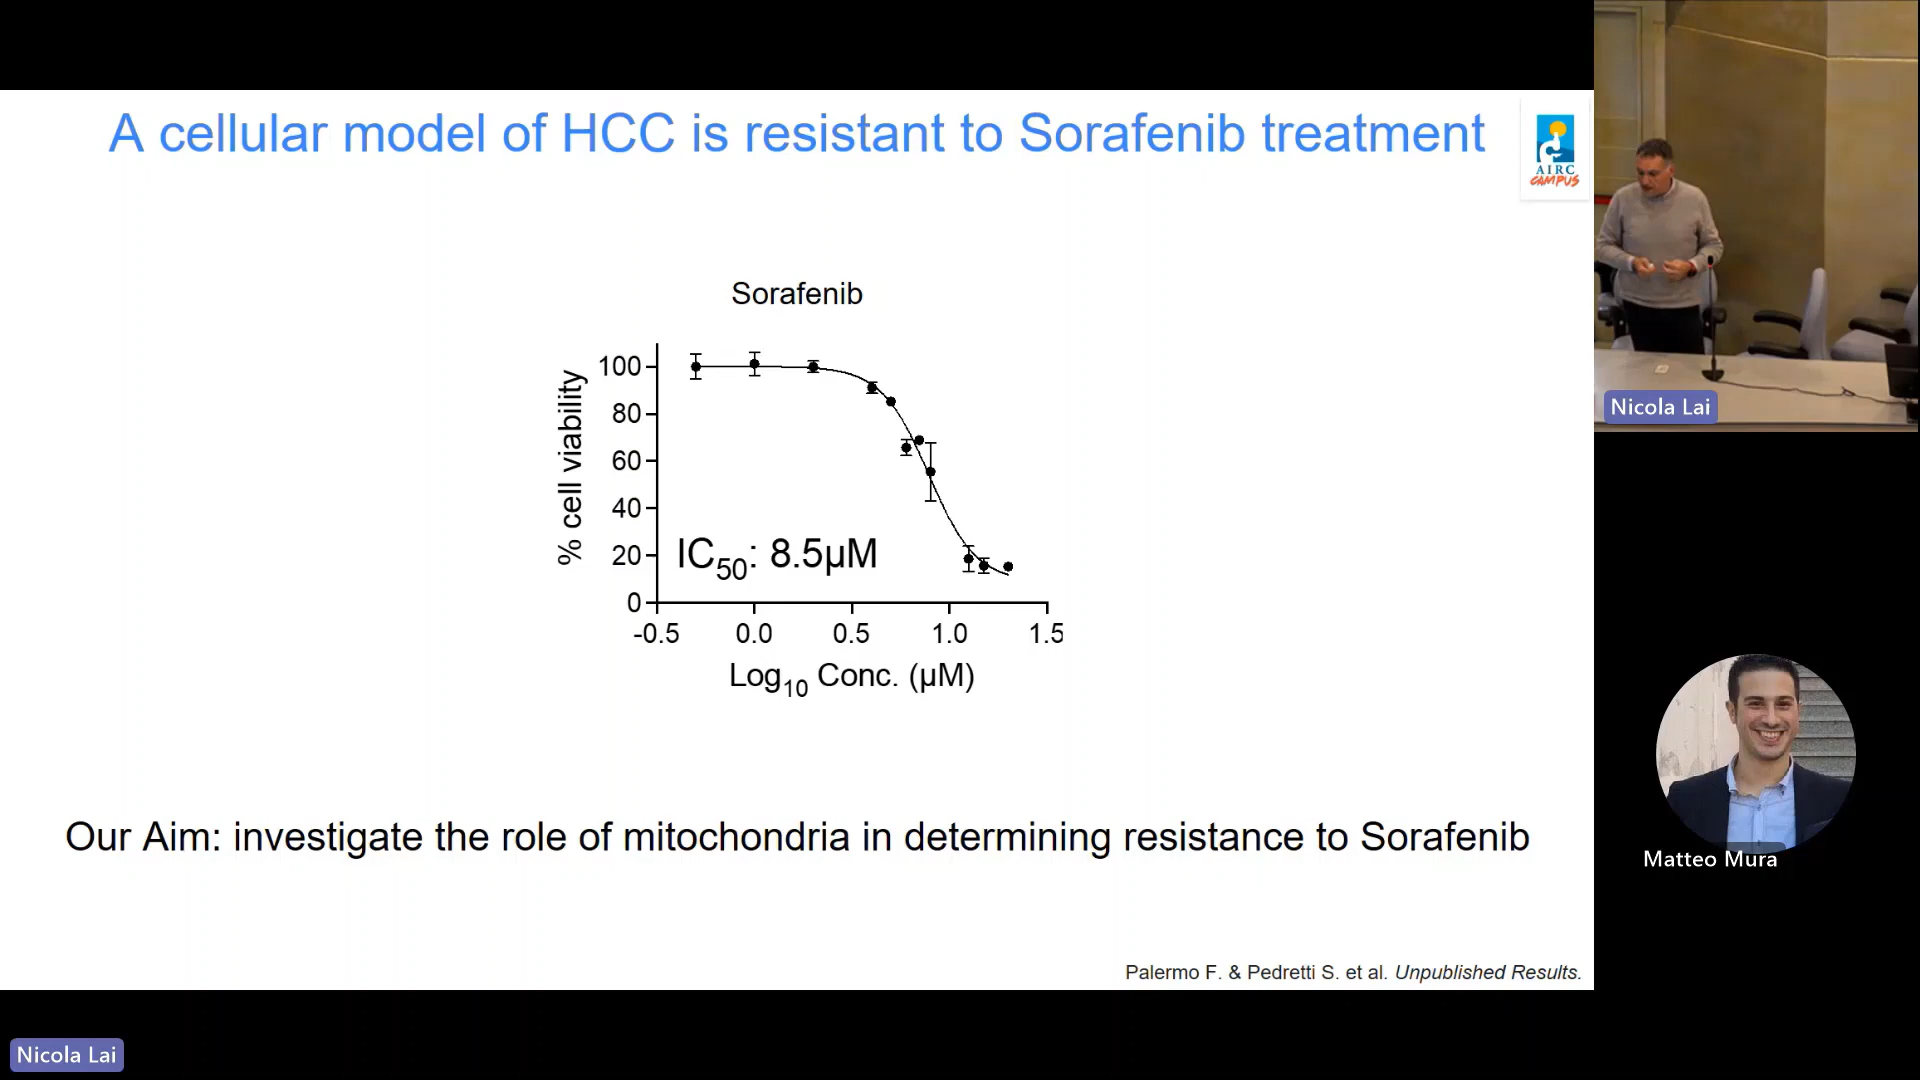 A cellular model of HCC is resistant to Sorafenib treatment
AIRC
CAMPUS
Sorafenib
% cell viability
100
80
60
40
20
0
IC50: 8.5µM
-0.5 0.0 0.5 1.0 1.5
Log10 Conc. (µM)
Our Aim: investigate the role of mitochondria in determining resistance to Sorafenib
Palermo F. & Pedretti S. et al. Unpublished Results.
Nicola Lai
Matteo Mura
Nicola Lai